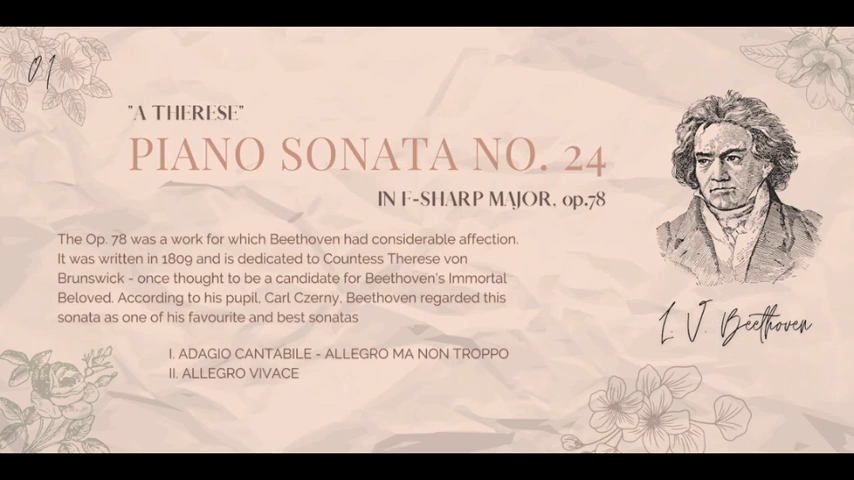 01
"A THERESE"
PIANO SONATA NO. 24
IN F-SHARP MAJOR, op.78
The Op. 78 was a work for which Beethoven had considerable affection.
It was written in 1809 and is dedicated to Countess Therese von
Brunswick - once thought to be a candidate for Beethoven's Immortal
Beloved. According to his pupil, Carl Czerny, Beethoven regarded this
sonata as one of his favourite and best sonatas
I. ADAGIO CANTABILE - ALLEGRO MA NON TROPPO
II. ALLEGRO VIVACE
L. V. Beethoven